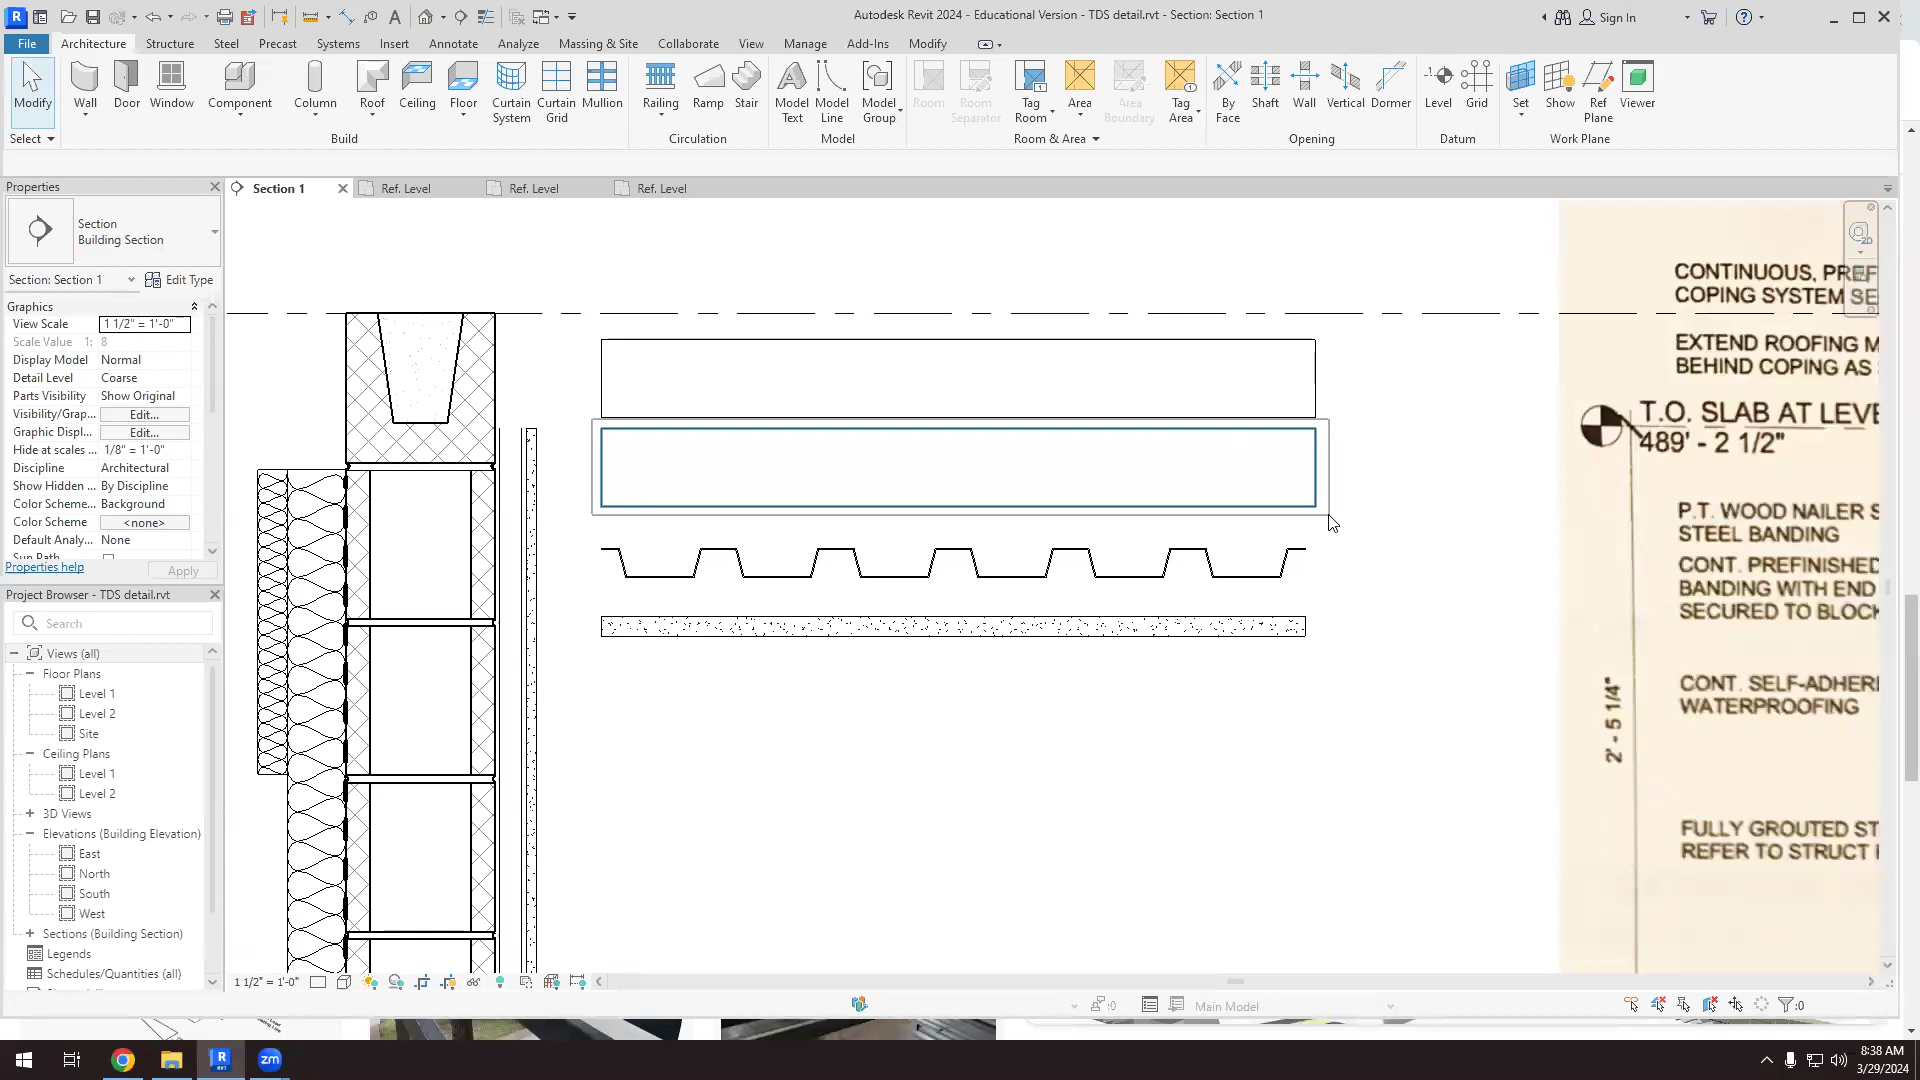 Autodesk Revit 2024 - Educational Version - TDS detail.rvt - Section: Section 1
Sign In
File Architecture Structure Steel Precast Systems Insert Annotate Analyze Massing & Site Collaborate View Manage Add-Ins Modify
Modify
Wall
Door
Window
Component
Column
Roof
Ceiling
Floor
Curtain System
Curtain Grid
Mullion
Railing
Ramp
Stair
Model Text
Model Line
Model Group
Room
Room Separator
Tag Room
Area
Area Boundary
Tag Area
By Face
Shaft
Wall
Vertical
Dormer
Level
Grid
Set
Show
Ref Plane
Viewer
Select
Build
Circulation
Model
Room & Area
Opening
Datum
Work Plane
Properties
Section 1
Ref. Level
Ref. Level
Ref. Level
Section
Building Section
Section: Section 1
Edit Type
Graphics
View Scale 1 1/2" = 1'-0"
Scale Value 1: 8
Display Model Normal
Detail Level Coarse
Parts Visibility Show Original
Visibility/Grap... Edit...
Graphic Displ... Edit...
Hide at scales ... 1/8" = 1'-0"
Discipline Architectural
Show Hidden ... By Discipline
Color Scheme... Background
Color Scheme <none>
Default Analy... None
Properties help
Apply
Project Browser - TDS detail.rvt
Search
Views (all)
Floor Plans
Level 1
Level 2
Site
Ceiling Plans
Level 1
Level 2
3D Views
Elevations (Building Elevation)
East
North
South
West
Sections (Building Section)
Legends
Schedules/Quantities (all)
CONTINUOUS, PREF
COPING SYSTEM SE
EXTEND ROOFING M
BEHIND COPING AS
T.O. SLAB AT LEVE
489' - 2 1/2"
P.T. WOOD NAILER S
STEEL BANDING
CONT. PREFINISHED
BANDING WITH END
SECURED TO BLOCK
CONT. SELF-ADHER
WATERPROOFING
2' - 5 1/4"
FULLY GROUTED ST
REFER TO STRUCT
1 1/2" = 1'-0"
:0
Main Model
:0
2D
R
RVT
zm
8:38 AM
3/29/2024